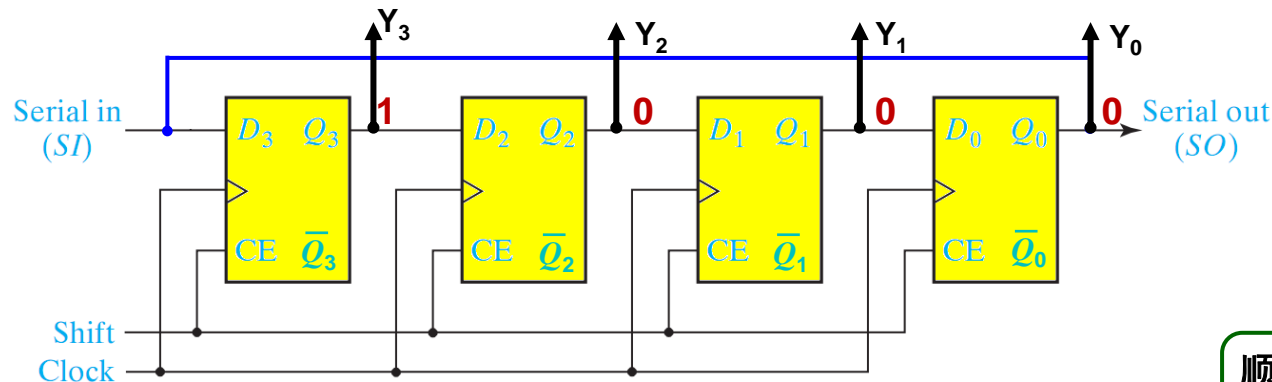 Y₃ Y₂ Y₁ Y₀
Serial in
(SI)
1 0 0 0
Serial out
(SO)
D₃ Q₃ D₂ Q₂ D₁ Q₁ D₀ Q₀
CE Q̅₃ CE Q̅₂ CE Q̅₁ CE Q̅₀
Shift
Clock
顺